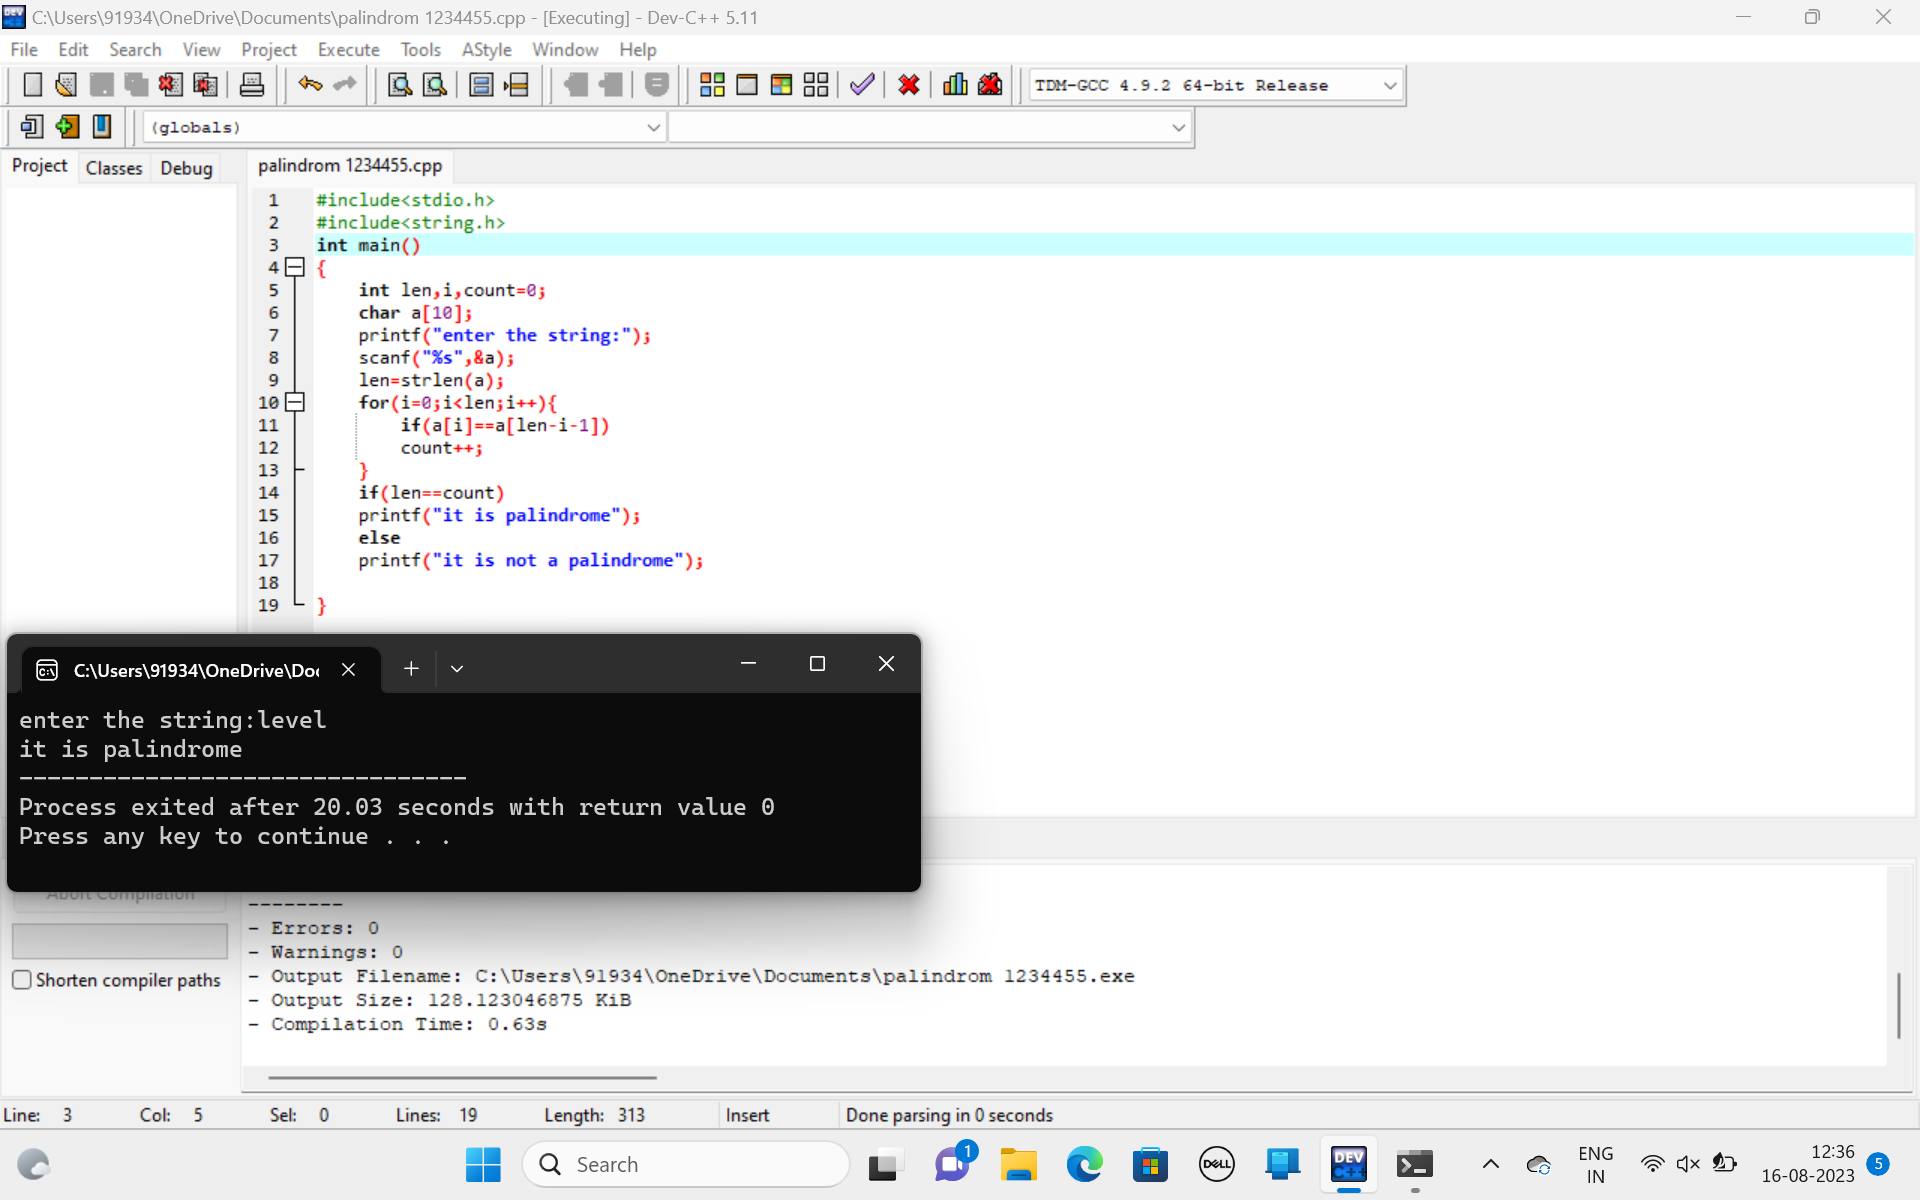 C:\Users\91934\OneDrive\Documents\palindrom 1234455.cpp - [Executing] - Dev-C++ 5.11
File Edit Search View Project Execute Tools AStyle Window Help
TDM-GCC 4.9.2 64-bit Release
(globals)
Project Classes Debug palindrom 1234455.cpp
1 #include<stdio.h>
2 #include<string.h>
3 int main()
4 {
5 int len,i,count=0;
6 char a[10];
7 printf("enter the string:");
8 scanf("%s",&a);
9 len=strlen(a);
10 for(i=0;i<len;i++){
11 if(a[i]==a[len-i-1])
12 count++;
13 }
14 if(len==count)
15 printf("it is palindrome");
16 else
17 printf("it is not a palindrome");
18
19 }
C:\Users\91934\OneDrive\Doc
enter the string:level
it is palindrome
--------------------------------
Process exited after 20.03 seconds with return value 0
Press any key to continue . . .
Abort Compilation
--------
- Errors: 0
- Warnings: 0
- Output Filename: C:\Users\91934\OneDrive\Documents\palindrom 1234455.exe
- Output Size: 128.123046875 KiB
- Compilation Time: 0.63s
Shorten compiler paths
Line: 3 Col: 5 Sel: 0 Lines: 19 Length: 313 Insert Done parsing in 0 seconds
Search
1
DELL
DEV C++
ENG
IN
12:36
16-08-2023
5